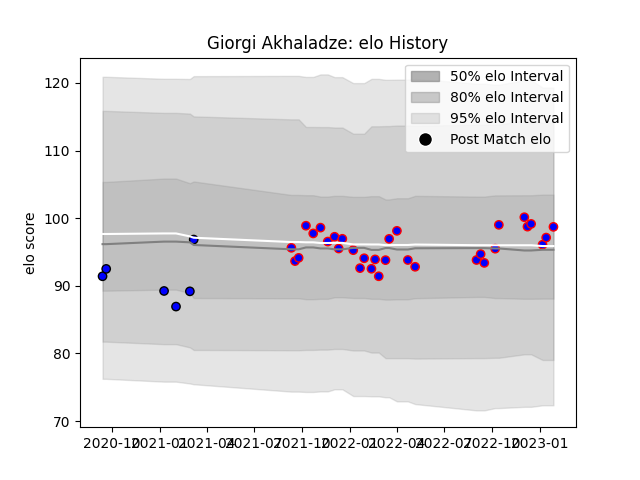 Giorgi Akhaladze: elo History
50% elo Interval
80% elo Interval
95% elo Interval
Post Match elo
elo score
120
110
100
90
80
70
2020-10 2021-01 2021-04 2021-07 2021-10 2022-01 2022-04 2022-07 2022-10 2023-01